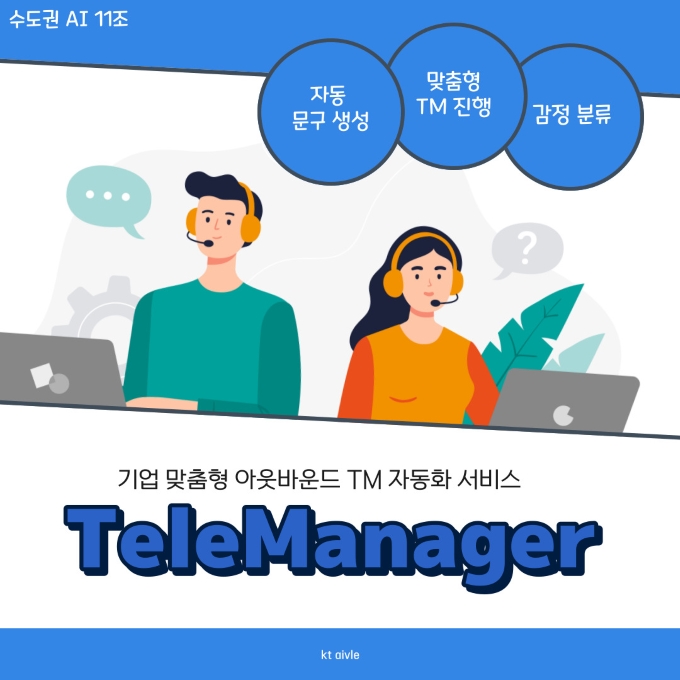 수도권 AI 11조
자동
문구 생성
맞춤형
TM 진행
감정 분류
?
기업 맞춤형 아웃바운드 TM 자동화 서비스
TeleManager
kt aivle